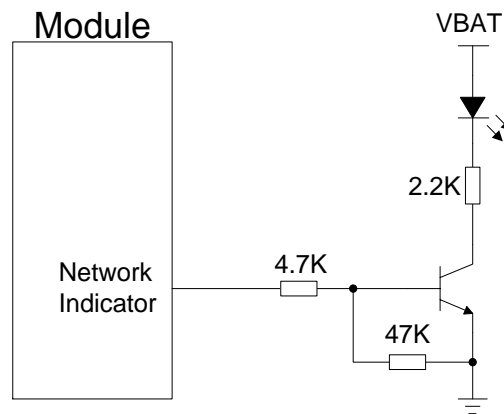 Module
VBAT
2.2K
4.7K
Network
Indicator
47K